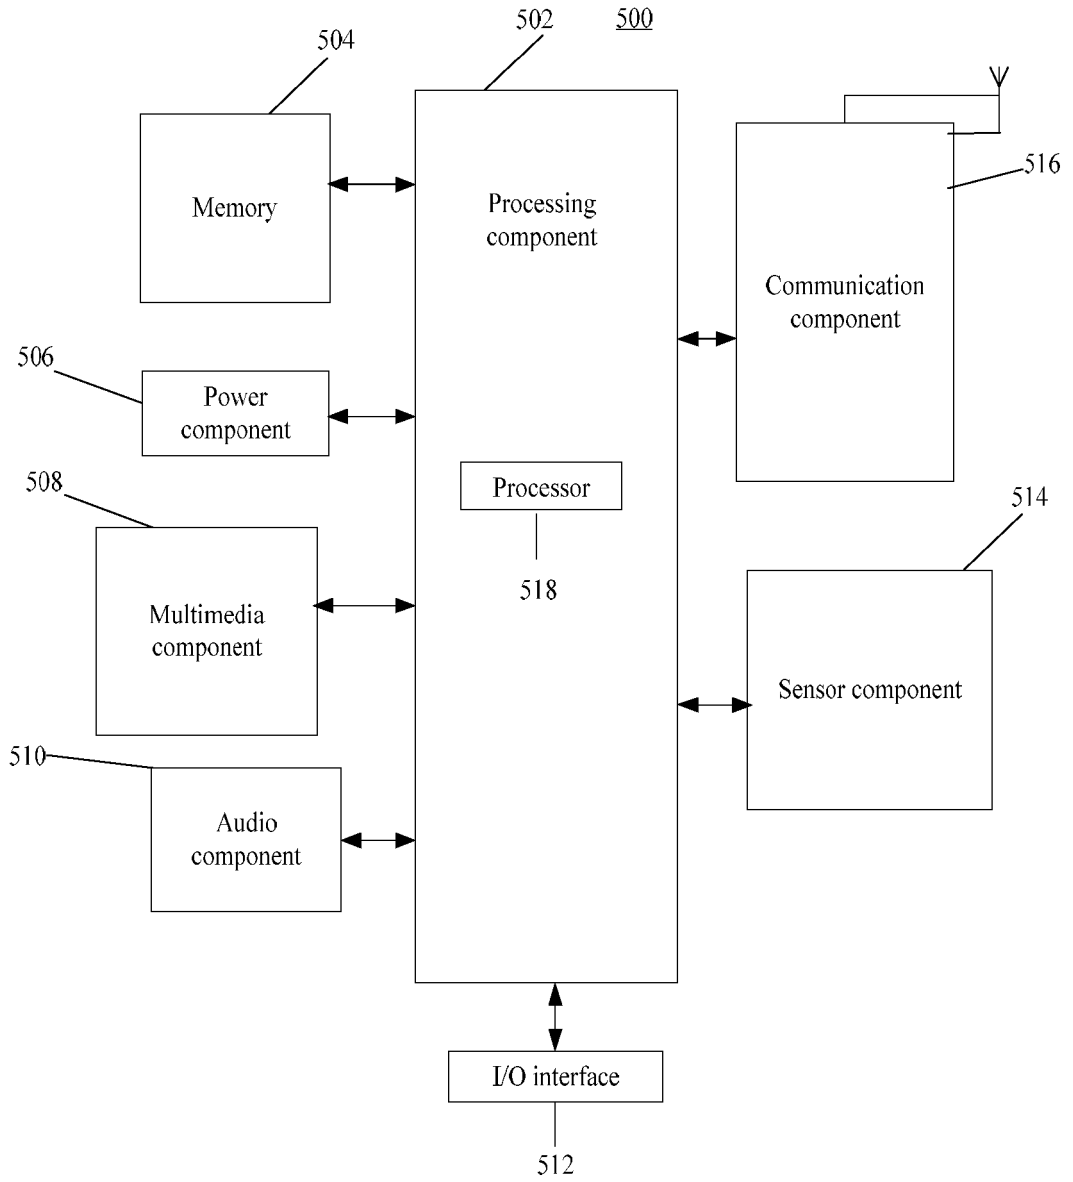 502
500
504
516
Memory
Processing
component
Communication
component
506
Power
component
508
Processor
518
514
Multimedia
component
Sensor component
510
Audio
component
I/O interface
512